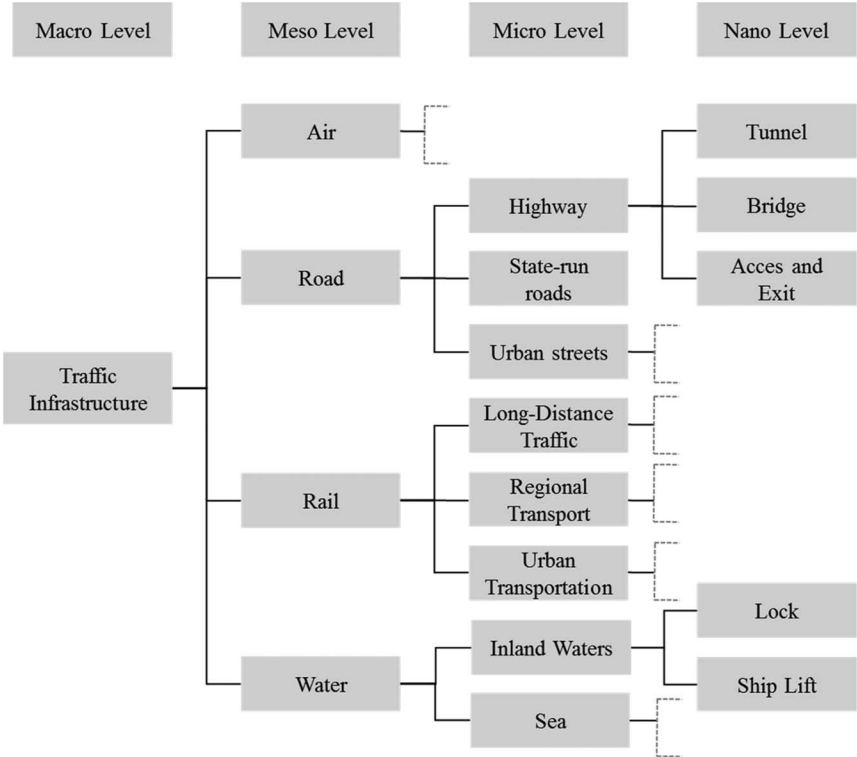 Macro Level
Meso Level
Micro Level
Nano Level
Air
Tunnel
Highway
Bridge
Road
State-run
roads
Acces and
Exit
Urban streets
Traffic
Infrastructure
Long-Distance
Traffic
Rail
Regional
Transport
Urban
Transportation
Lock
Inland Waters
Water
Ship Lift
Sea